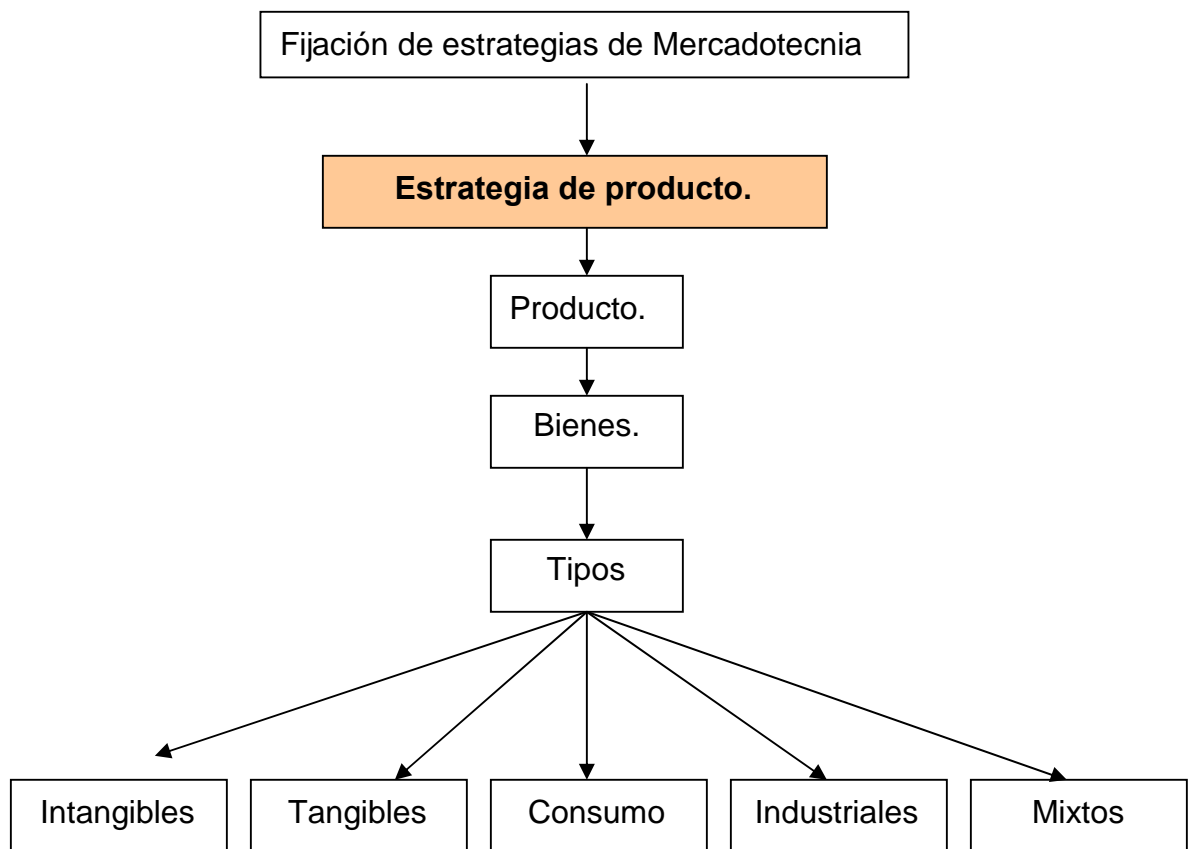 Fijación de estrategias de Mercadotecnia
Estrategia de producto.
Producto.
Bienes.
Tipos
Intangibles
Tangibles
Consumo
Industriales
Mixtos